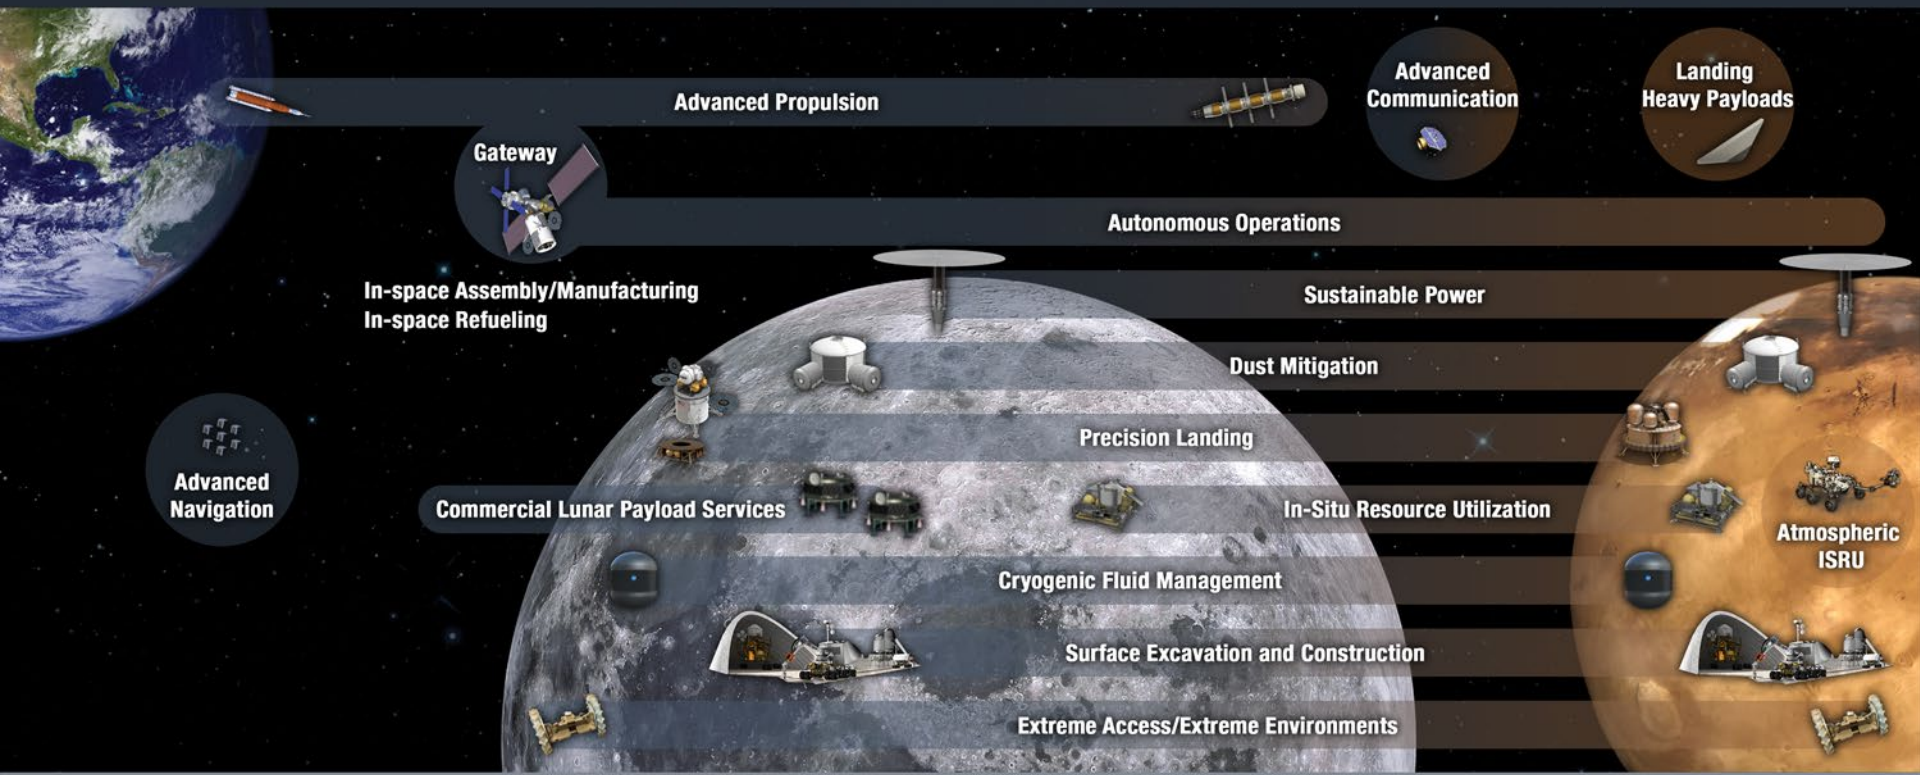 Advanced Propulsion
Advanced
Communication
Landing
Heavy Payloads
Gateway
Autonomous Operations
In-space Assembly/Manufacturing
In-space Refueling
Sustainable Power
Dust Mitigation
Precision Landing
Advanced
Navigation
Commercial Lunar Payload Services
In-Situ Resource Utilization
Atmospheric
ISRU
Cryogenic Fluid Management
Surface Excavation and Construction
Extreme Access/Extreme Environments